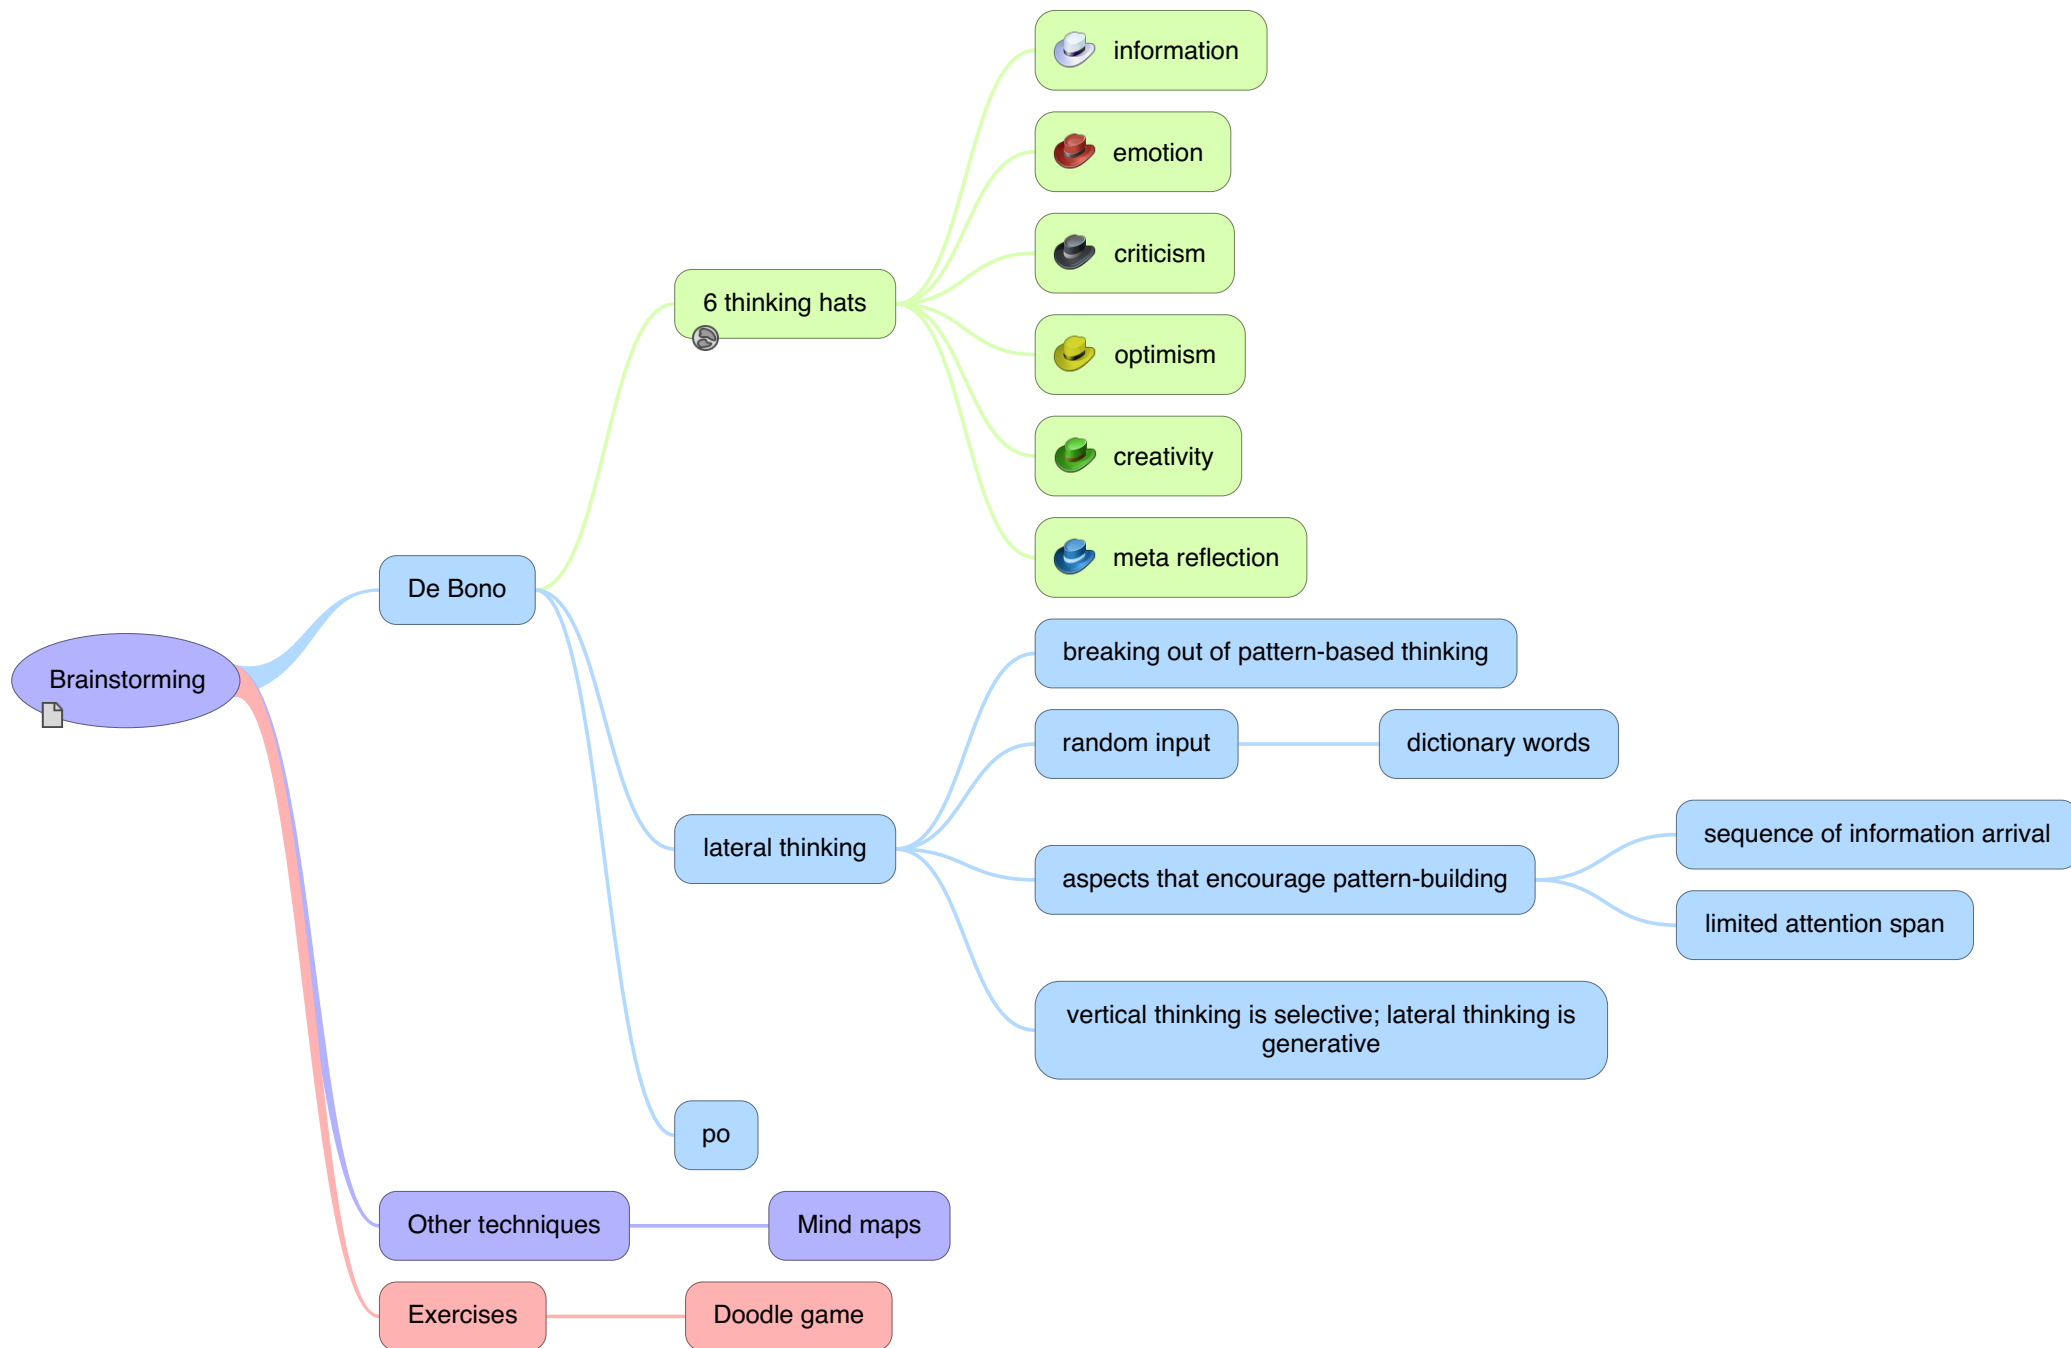 information
emotion
criticism
6 thinking hats
optimism
creativity
meta reflection
De Bono
Brainstorming
breaking out of pattern-based thinking
random input
dictionary words
lateral thinking
aspects that encourage pattern-building
sequence of information arrival
limited attention span
vertical thinking is selective; lateral thinking is
generative
po
Other techniques
Mind maps
Exercises
Doodle game